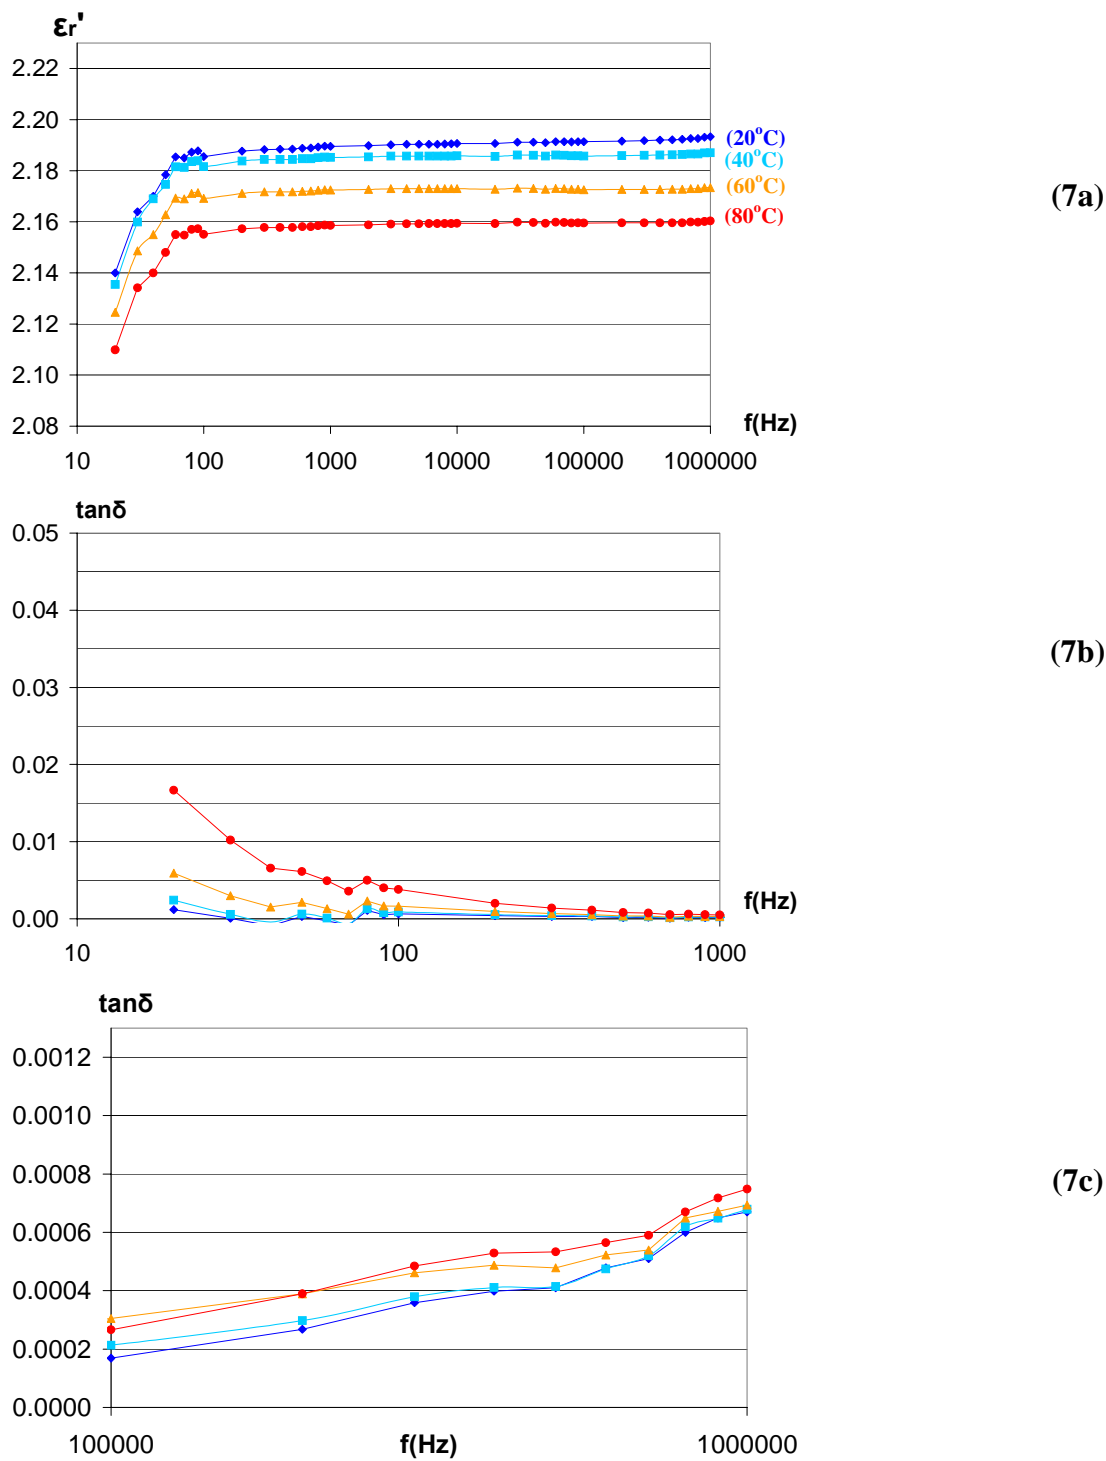 εr'
2.22
2.20
2.18
2.16
2.14
2.12
2.10
2.08
(20°C)
(40°C)
(60°C)
(80°C)
(7a)
f(Hz)
10 100 1000 10000 100000 1000000
tanδ
0.05
0.04
0.03
0.02
0.01
0.00
(7b)
f(Hz)
10 100 1000
tanδ
0.0012
0.0010
0.0008
0.0006
0.0004
0.0002
0.0000
(7c)
100000 f(Hz) 1000000